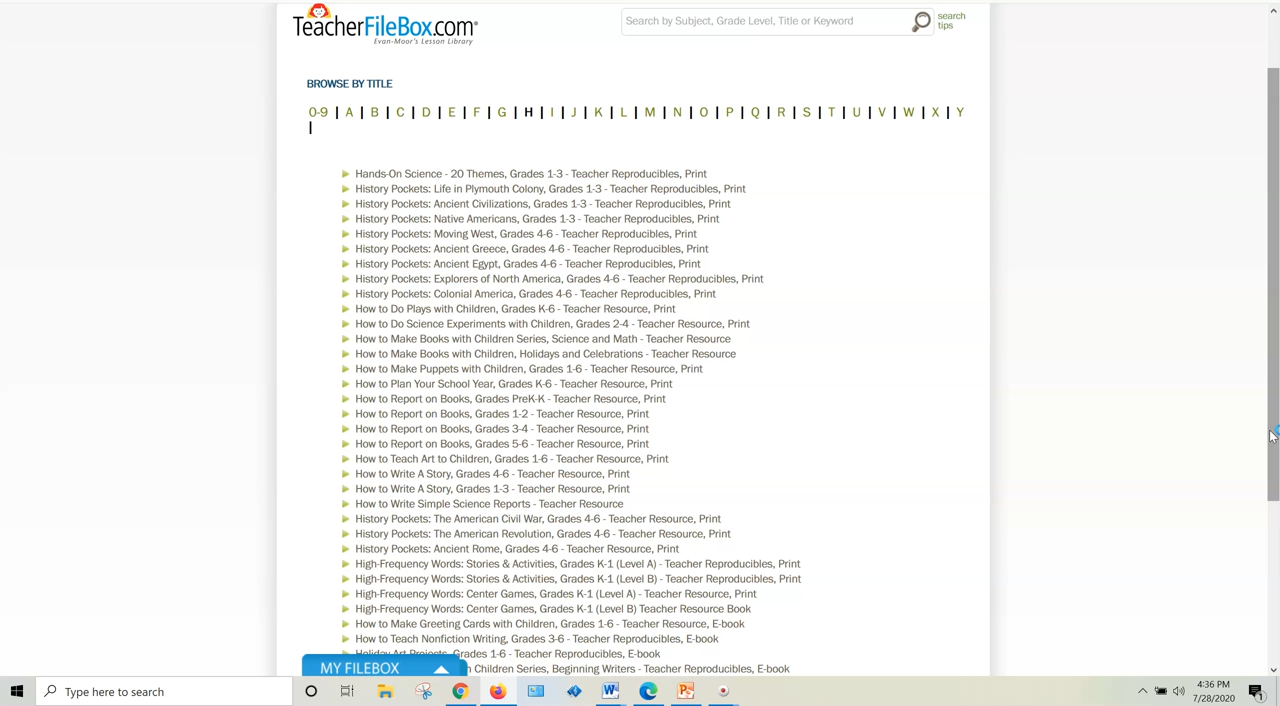 TeacherFileBox.com®
Evan-Moor's Lesson Library
Search by Subject, Grade Level, Title or Keyword
search
tips
BROWSE BY TITLE
0-9 | A | B | C | D | E | F | G | H | I | J | K | L | M | N | O | P | Q | R | S | T | U | V | W | X | Y
|
Hands-On Science - 20 Themes, Grades 1-3 - Teacher Reproducibles, Print
History Pockets: Life in Plymouth Colony, Grades 1-3 - Teacher Reproducibles, Print
History Pockets: Ancient Civilizations, Grades 1-3 - Teacher Reproducibles, Print
History Pockets: Native Americans, Grades 1-3 - Teacher Reproducibles, Print
History Pockets: Moving West, Grades 4-6 - Teacher Reproducibles, Print
History Pockets: Ancient Greece, Grades 4-6 - Teacher Reproducibles, Print
History Pockets: Ancient Egypt, Grades 4-6 - Teacher Reproducibles, Print
History Pockets: Explorers of North America, Grades 4-6 - Teacher Reproducibles, Print
History Pockets: Colonial America, Grades 4-6 - Teacher Reproducibles, Print
How to Do Plays with Children, Grades K-6 - Teacher Resource, Print
How to Do Science Experiments with Children, Grades 2-4 - Teacher Resource, Print
How to Make Books with Children Series, Science and Math - Teacher Resource
How to Make Books with Children, Holidays and Celebrations - Teacher Resource
How to Make Puppets with Children, Grades 1-6 - Teacher Resource, Print
How to Plan Your School Year, Grades K-6 - Teacher Resource, Print
How to Report on Books, Grades PreK-K - Teacher Resource, Print
How to Report on Books, Grades 1-2 - Teacher Resource, Print
How to Report on Books, Grades 3-4 - Teacher Resource, Print
How to Report on Books, Grades 5-6 - Teacher Resource, Print
How to Teach Art to Children, Grades 1-6 - Teacher Resource, Print
How to Write A Story, Grades 4-6 - Teacher Resource, Print
How to Write A Story, Grades 1-3 - Teacher Resource, Print
How to Write Simple Science Reports - Teacher Resource
History Pockets: The American Civil War, Grades 4-6 - Teacher Resource, Print
History Pockets: The American Revolution, Grades 4-6 - Teacher Resource, Print
History Pockets: Ancient Rome, Grades 4-6 - Teacher Resource, Print
High-Frequency Words: Stories & Activities, Grades K-1 (Level A) - Teacher Reproducibles, Print
High-Frequency Words: Stories & Activities, Grades K-1 (Level B) - Teacher Reproducibles, Print
High-Frequency Words: Center Games, Grades K-1 (Level A) - Teacher Resource, Print
High-Frequency Words: Center Games, Grades K-1 (Level B) Teacher Resource Book
How to Make Greeting Cards with Children, Grades 1-6 - Teacher Resource, E-book
How to Teach Nonfiction Writing, Grades 3-6 - Teacher Reproducibles, E-book
Holiday Art Projects, Grades 1-6 - Teacher Reproducibles, E-book
Children Series, Beginning Writers - Teacher Reproducibles, E-book
MY FILEBOX
Type here to search
4:36 PM
7/28/2020
1